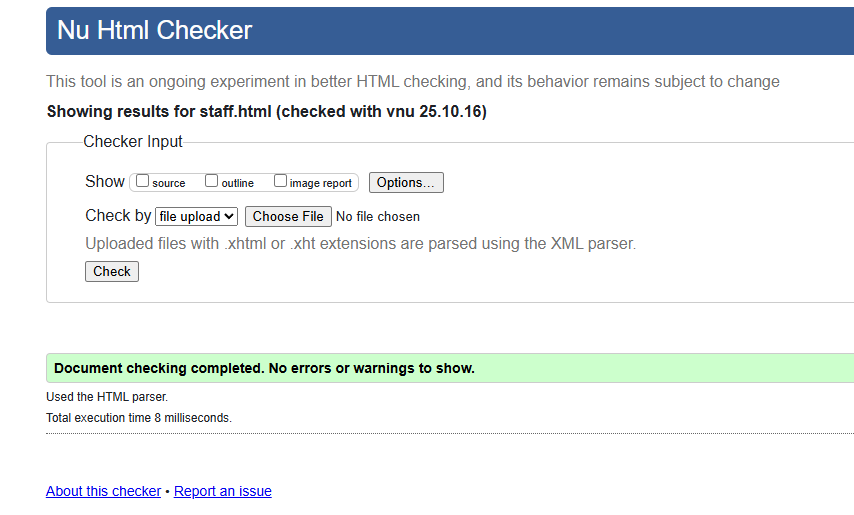 Nu Html Checker
This tool is an ongoing experiment in better HTML checking, and its behavior remains subject to change
Showing results for staff.html (checked with vnu 25.10.16)
Checker Input
Show source outline image report Options...
Check by file upload Choose File No file chosen
Uploaded files with .xhtml or .xht extensions are parsed using the XML parser.
Check
Document checking completed. No errors or warnings to show.
Used the HTML parser.
Total execution time 8 milliseconds.
About this checker • Report an issue